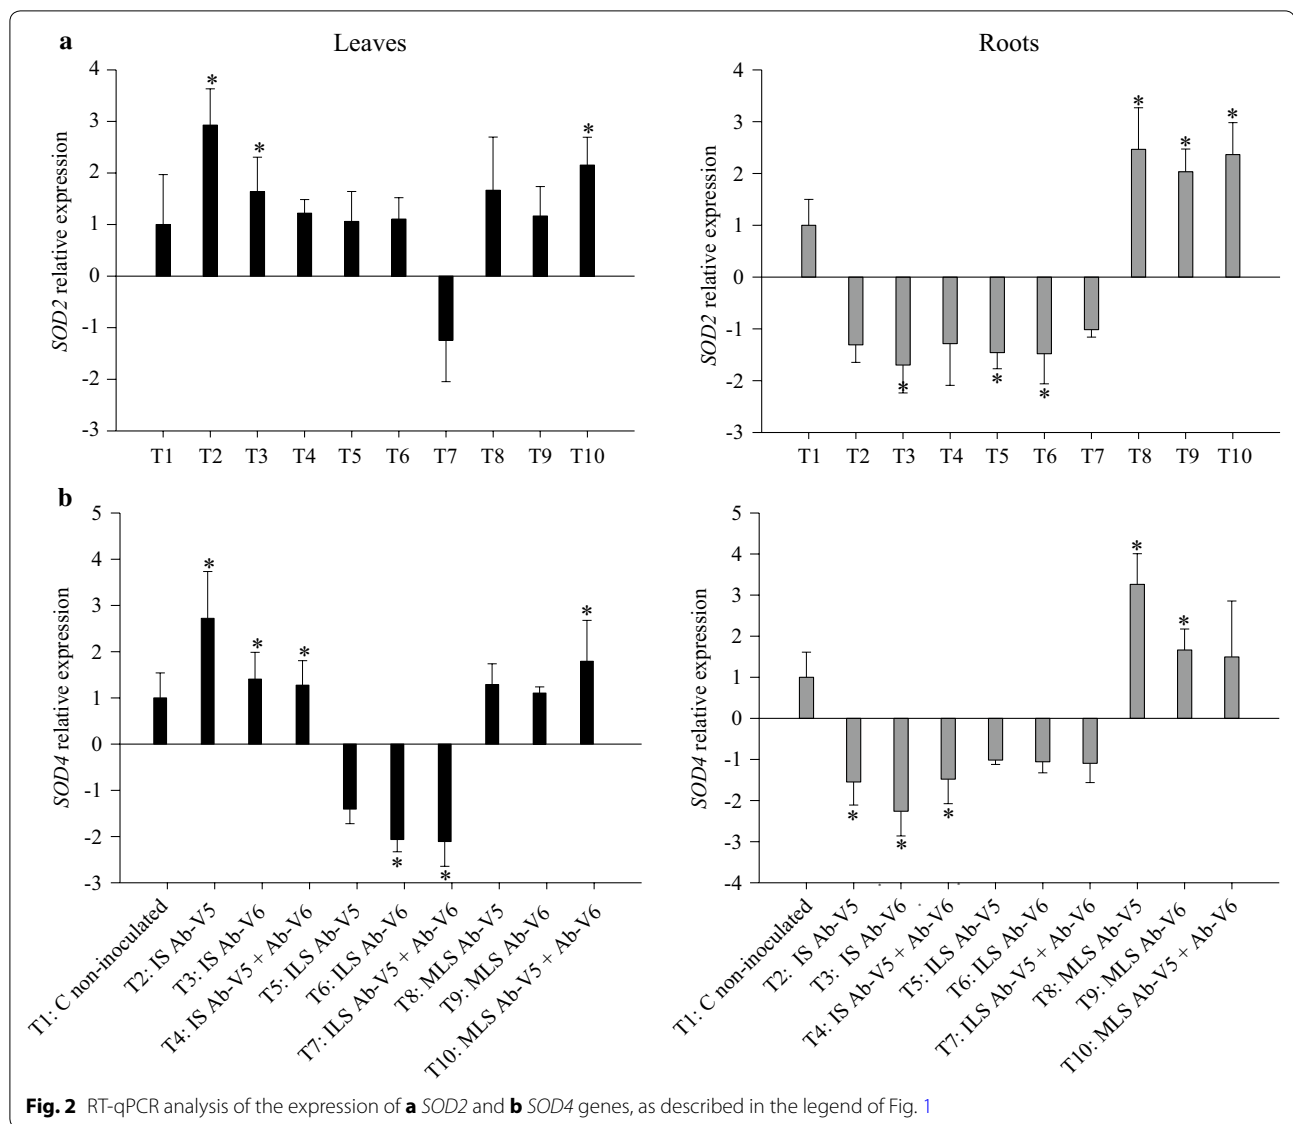 a
Leaves
Roots
SOD2 relative expression
4
3
2
1
0
-1
-2
-3
* * *
T1 T2 T3 T4 T5 T6 T7 T8 T9 T10
SOD2 relative expression
4
3
2
1
0
-1
-2
-3
* * * * * *
T1 T2 T3 T4 T5 T6 T7 T8 T9 T10
b
SOD4 relative expression
5
4
3
2
1
0
-1
-2
-3
* * * * * *
T1: C non-inoculated
T2: IS Ab-V5
T3: IS Ab-V6
T4: IS Ab-V5 + Ab-V6
T5: ILS Ab-V5
T6: ILS Ab-V6
T7: ILS Ab-V5 + Ab-V6
T8: MLS Ab-V5
T9: MLS Ab-V6
T10: MLS Ab-V5 + Ab-V6
SOD4 relative expression
5
4
3
2
1
0
-1
-2
-3
-4
* * * * *
T1: C non-inoculated
T2: IS Ab-V5
T3: IS Ab-V6
T4: IS Ab-V5 + Ab-V6
T5: ILS Ab-V5
T6: ILS Ab-V6
T7: ILS Ab-V5 + Ab-V6
T8: MLS Ab-V5
T9: MLS Ab-V6
T10: MLS Ab-V5 + Ab-V6
Fig. 2 RT-qPCR analysis of the expression of a SOD2 and b SOD4 genes, as described in the legend of Fig. 1